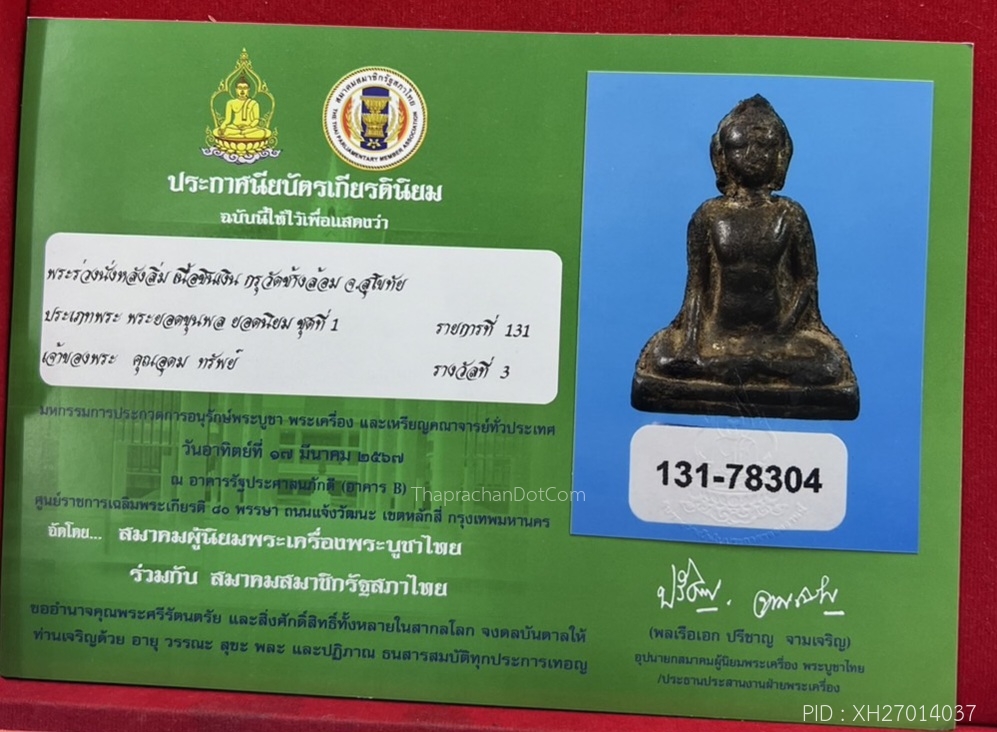 สมาคมสมาชิกรัฐสภาไทย
THE THAI PARLIAMENTARY MEMBER ASSOCIATION
ประกาศนียบัตรเกียรตินิยม
ฉบับนี้ให้ไว้เพื่อแสดงว่า
พระร่วงนั่งหลังลิ่ม เนื้อชินเงิน กรุวัดช้างล้อม จ.สุโขทัย
ประเภทพระ พระยอดขุนพล ยอดนิยม ชุดที่ 1 รายการที่ 131
เจ้าของพระ คุณอุดม ทรัพย์ รางวัลที่ 3
มหกรรมการประกวดการอนุรักษ์พระบูชา พระเครื่อง และเหรียญคณาจารย์ทั่วประเทศ
วันอาทิตย์ที่ ๑๗ มีนาคม ๒๕๖๗
ณ อาคารรัฐประศาสนภักดี (อาคาร B)
ศูนย์ราชการเฉลิมพระเกียรติ ๘๐ พรรษา ถนนแจ้งวัฒนะ เขตหลักสี่ กรุงเทพมหานคร
จัดโดย... สมาคมผู้นิยมพระเครื่องพระบูชาไทย
ร่วมกับ สมาคมสมาชิกรัฐสภาไทย
ขออำนาจคุณพระศรีรัตนตรัย และสิ่งศักดิ์สิทธิ์ทั้งหลายในสากลโลก จงดลบันดาลให้
ท่านเจริญด้วย อายุ วรรณะ สุขะ พละ และปฏิภาณ ธนสารสมบัติทุกประการเทอญ
131-78304
(พลเรือเอก ปรีชาญ จามเจริญ)
อุปนายกสมาคมผู้นิยมพระเครื่อง พระบูชาไทย
/ประธานประสานงานฝ่ายพระเครื่อง
ThaprachanDotCom
PID : XH27014037